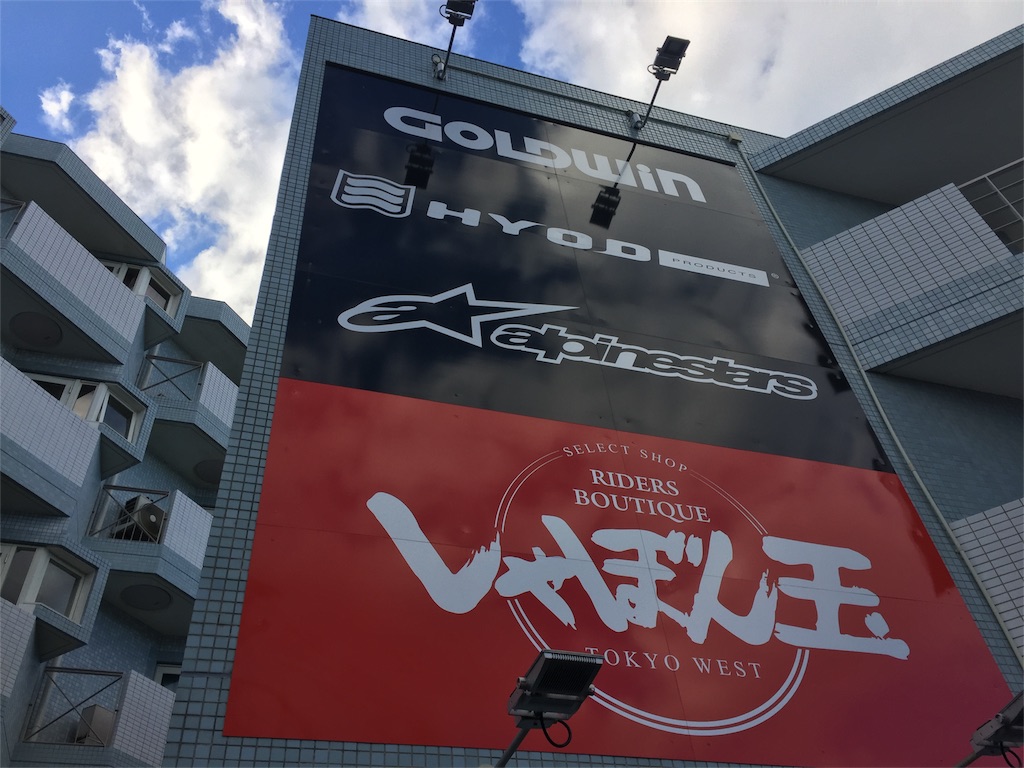 GOLDWIN
HYOD PRODUCTS
alpinestars
SELECT SHOP
RIDERS
BOUTIQUE
しゃぼん玉
TOKYO WEST